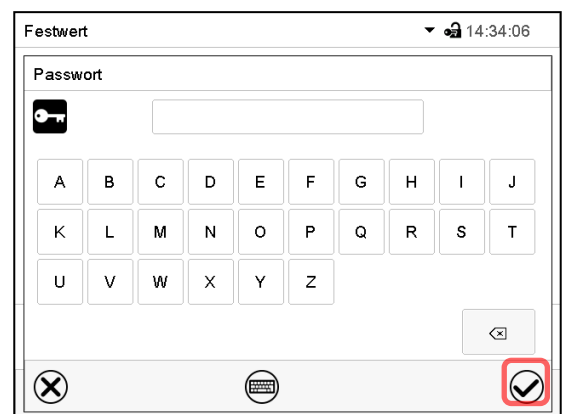 Festwert 14:34:06
Passwort
A B C D E F G H I J
K L M N O P Q R S T
U V W X Y Z